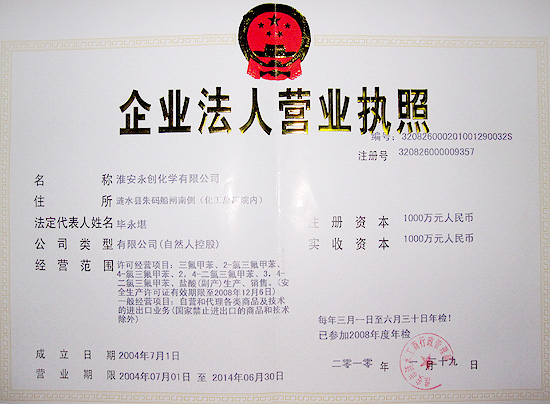 企业法人营业执照
编号: 320826000201001290032S
注册号 320826000009357
名 称 淮安永创化学有限公司
住 所 涟水县朱码船闸南侧（化工总厂院内）
法定代表人姓名 毕永堪
注 册 资 本 1000万元人民币
公 司 类 型 有限公司(自然人控股)
实 收 资 本 1000万元人民币
经 营 范 围 许可经营项目：三氟甲苯、2-氯三氟甲苯、
4-氯三氟甲苯、2，4-二氯三氟甲苯、3，4-
二氯三氟甲苯、盐酸(副产)生产、销售。(安
全生产许可证有效期限至2008年12月6日)
一般经营项目：自营和代理各类商品及技术
的进出口业务(国家禁止进出口的商品和技术
除外)
每年三月一日至六月三十日年检！
已参加2008年度年检
成 立 日 期 2004年7月1日
二〇一〇 年 月 十九 日
营 业 期 限 2004年07月01日 至 2014年06月30日